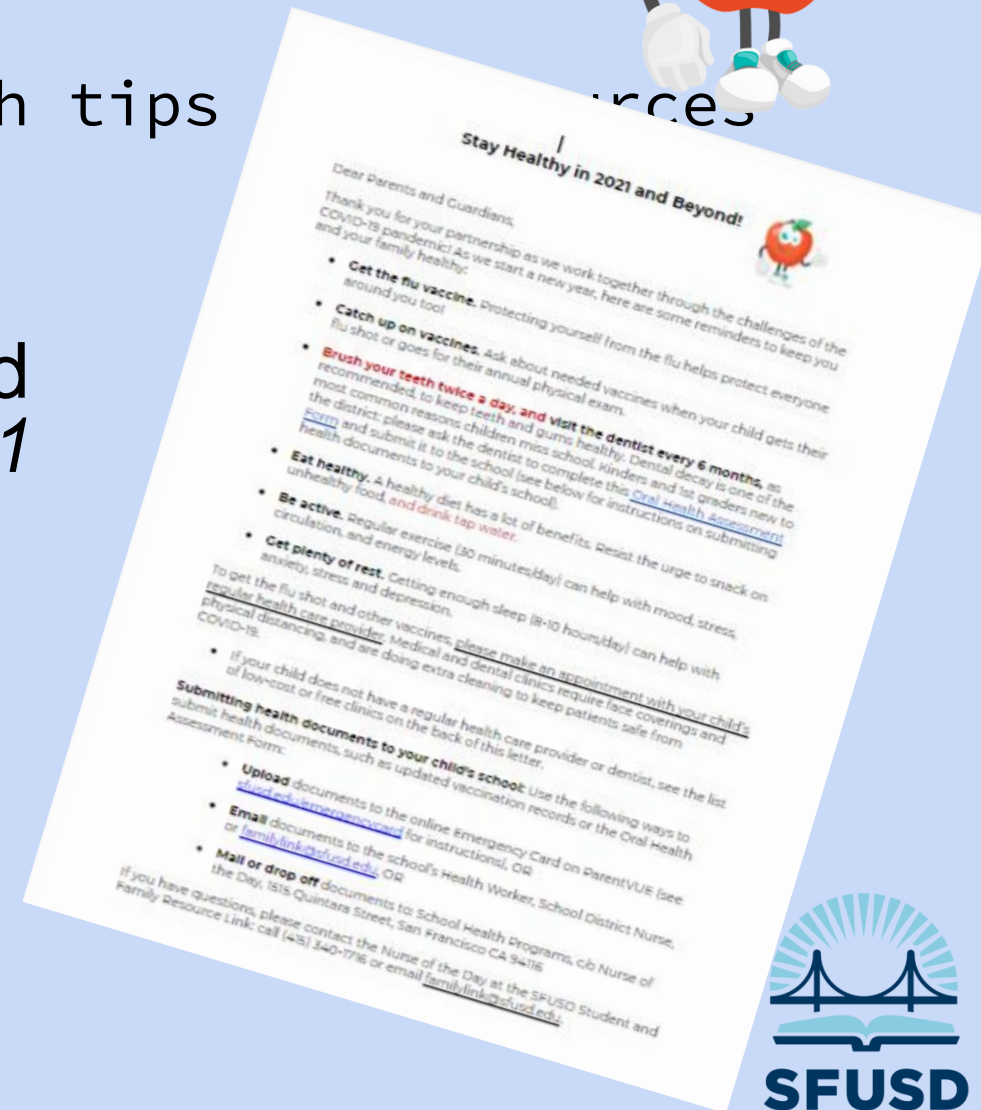 h tips urces
d
1
Stay Healthy in 2021 and Beyond!
Dear Parents and Guardians,
Thank you for your partnership as we work together through the challenges of the
COVID-19 pandemic! As we start a new year, here are some reminders to keep you
and your family healthy:
• Get the flu vaccine. Protecting yourself from the flu helps protect everyone
around you too!
• Catch up on vaccines. Ask about needed vaccines when your child gets their
flu shot or goes for their annual physical exam.
• Brush your teeth twice a day, and visit the dentist every 6 months, as
recommended, to keep teeth and gums healthy. Dental decay is one of the
most common reasons children miss school. Kinders and 1st graders new to
the district: please ask the dentist to complete this Oral Health Assessment
Form and submit it to the school (see below for instructions on submitting
health documents to your child's school).
• Eat healthy. A healthy diet has a lot of benefits. Resist the urge to snack on
unhealthy food, and drink tap water.
• Be active. Regular exercise (30 minutes/day) can help with mood, stress,
circulation, and energy levels.
• Get plenty of rest. Getting enough sleep (8-10 hours/day) can help with
anxiety, stress and depression.
To get the flu shot and other vaccines, please make an appointment with your child's
regular health care provider. Medical and dental clinics require face coverings and
physical distancing, and are doing extra cleaning to keep patients safe from
COVID-19.
• If your child does not have a regular health care provider or dentist, see the list
of low-cost or free clinics on the back of this letter.
Submitting health documents to your child's school: Use the following ways to
submit health documents, such as updated vaccination records or the Oral Health
Assessment Form:
• Upload documents to the online Emergency Card on ParentVUE (see
sfusd.edu/emergencycard for instructions), OR
• Email documents to the school's Health Worker, School District Nurse,
or familylink@sfusd.edu, OR
• Mail or drop off documents to: School Health Programs, c/o Nurse of
the Day, 1515 Quintara Street, San Francisco CA 94116
If you have questions, please contact the Nurse of the Day at the SFUSD Student and
Family Resource Link: call (415) 340-1716 or email familylink@sfusd.edu.
SFUSD